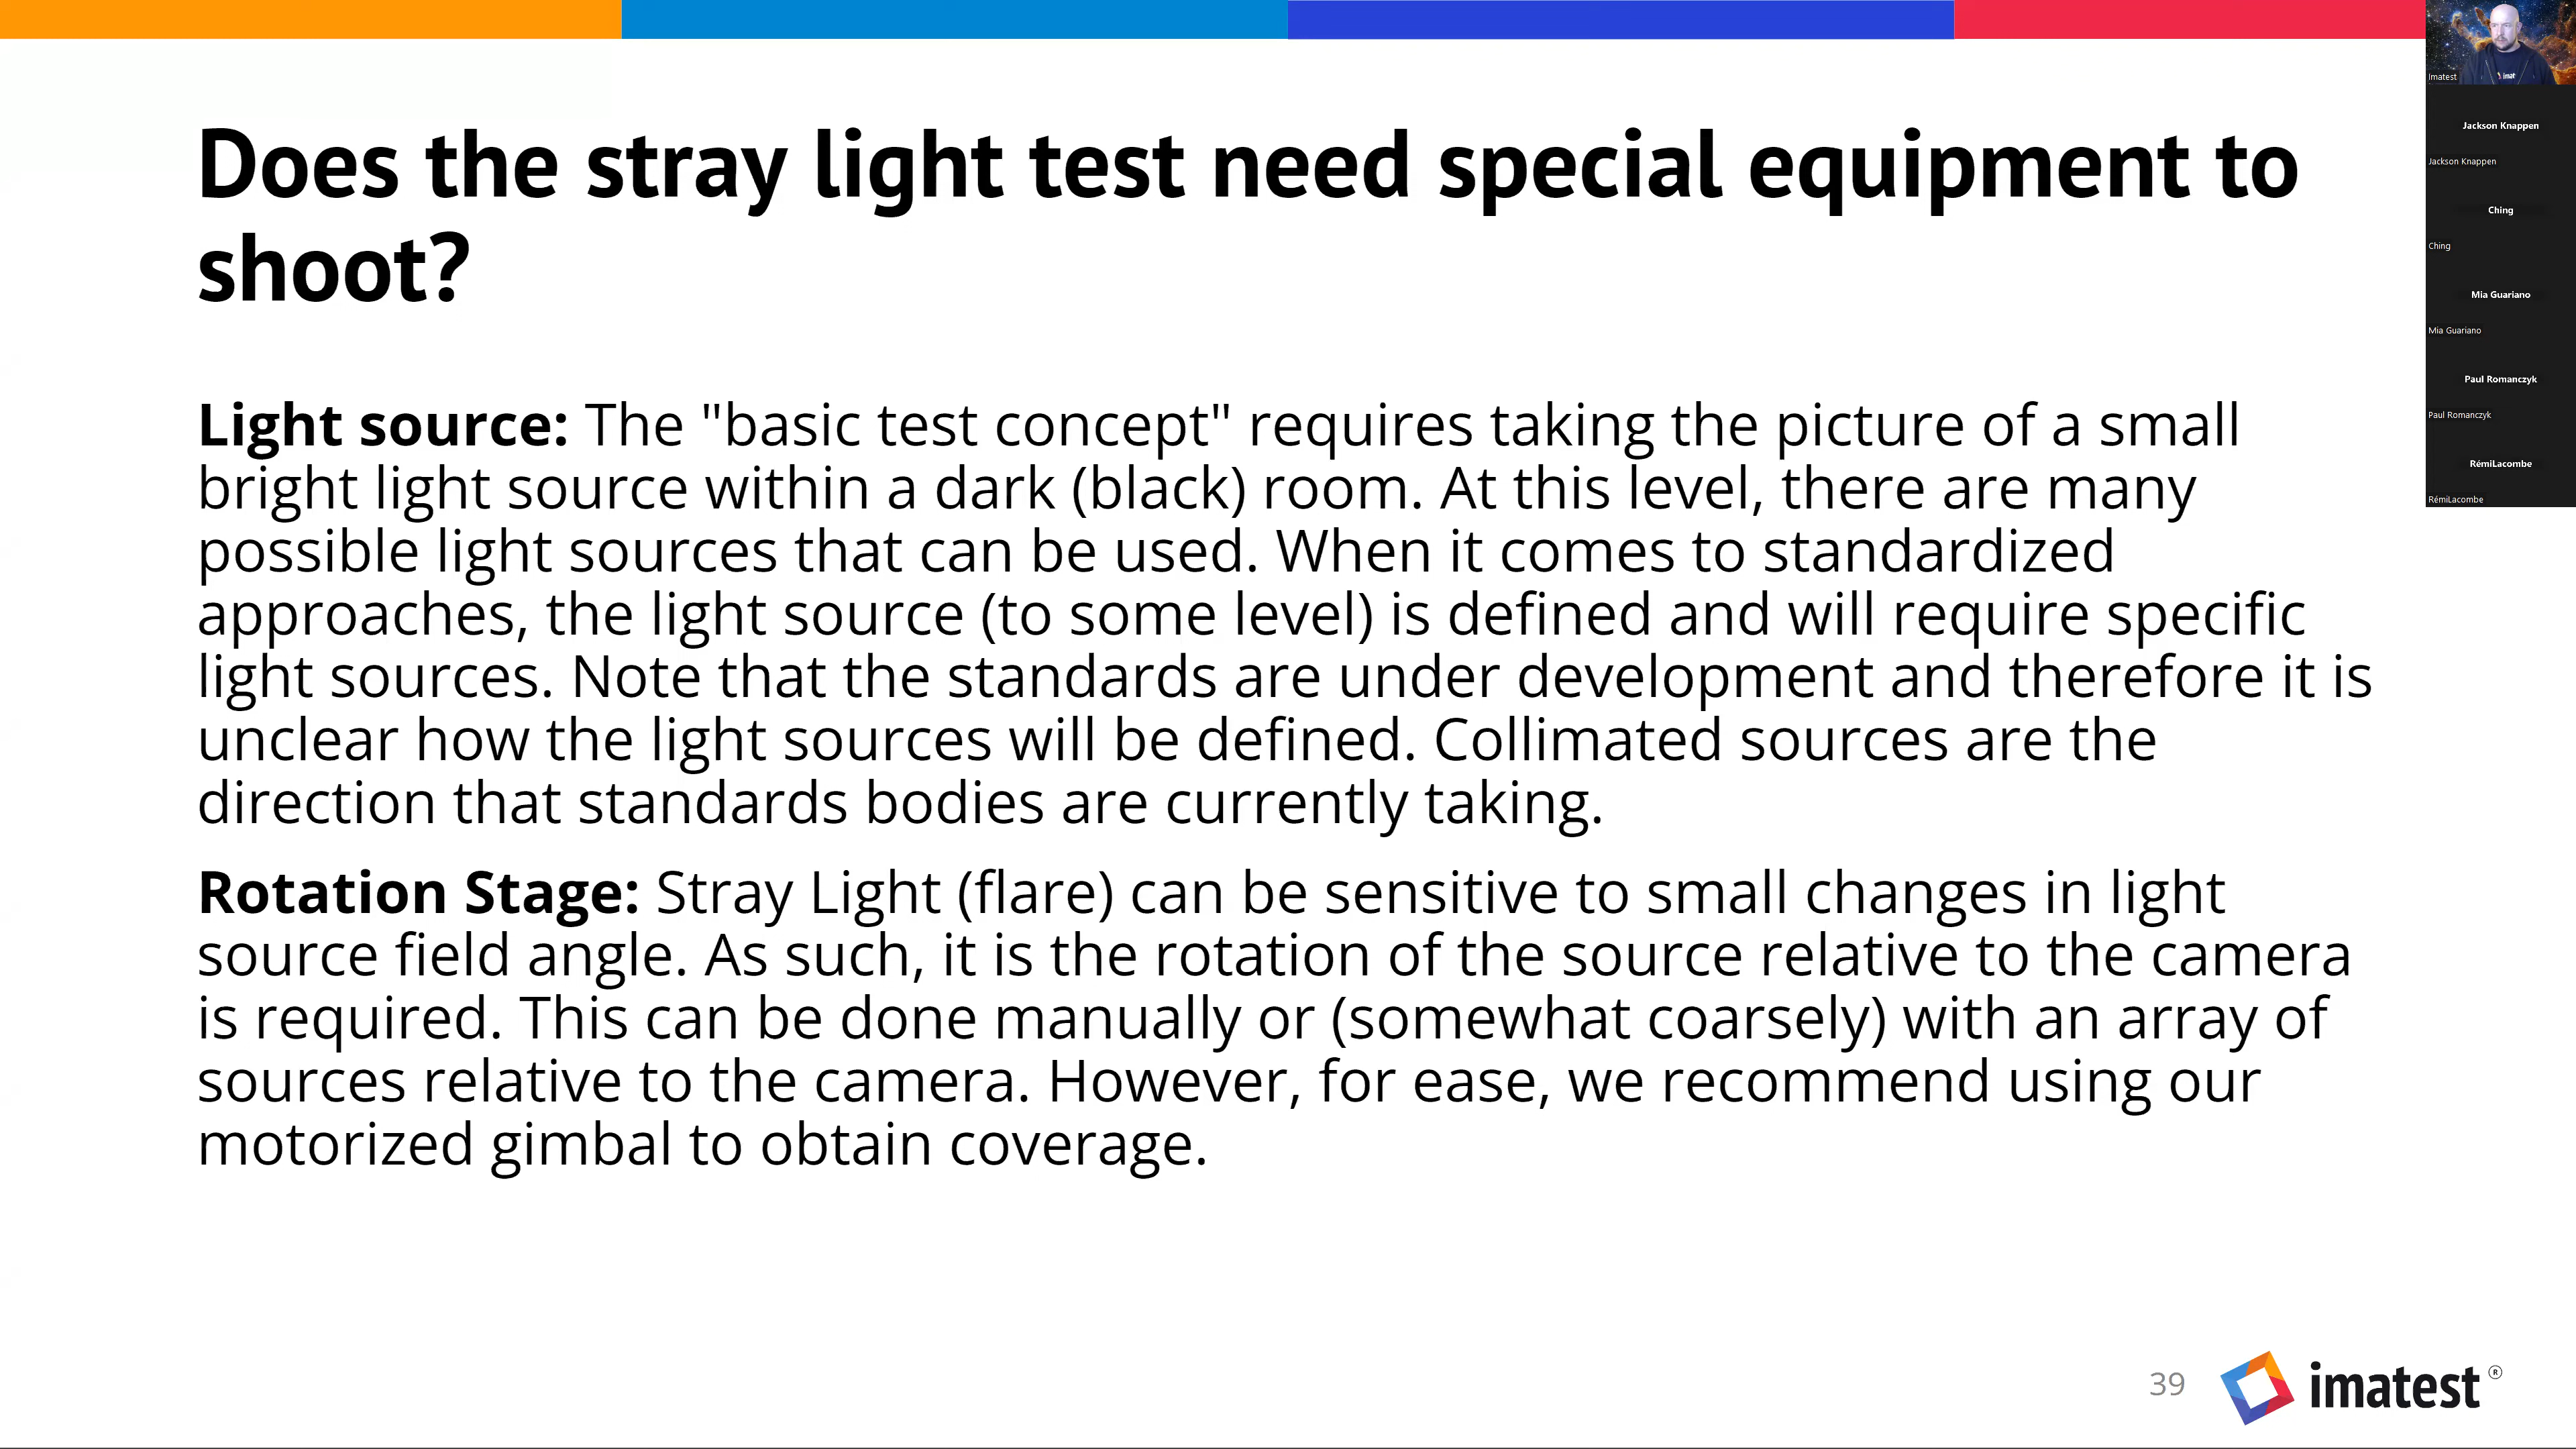 Does the stray light test need special equipment to
shoot?
Light source: The "basic test concept" requires taking the picture of a small
bright light source within a dark (black) room. At this level, there are many
possible light sources that can be used. When it comes to standardized
approaches, the light source (to some level) is defined and will require specific
light sources. Note that the standards are under development and therefore it is
unclear how the light sources will be defined. Collimated sources are the
direction that standards bodies are currently taking.
Rotation Stage: Stray Light (flare) can be sensitive to small changes in light
source field angle. As such, it is the rotation of the source relative to the camera
is required. This can be done manually or (somewhat coarsely) with an array of
sources relative to the camera. However, for ease, we recommend using our
motorized gimbal to obtain coverage.
39
imatest®
imat
Imatest
Jackson Knappen
Jackson Knappen
Ching
Ching
Mia Guariano
Mia Guariano
Paul Romanczyk
Paul Romanczyk
RémiLacombe
RémiLacombe